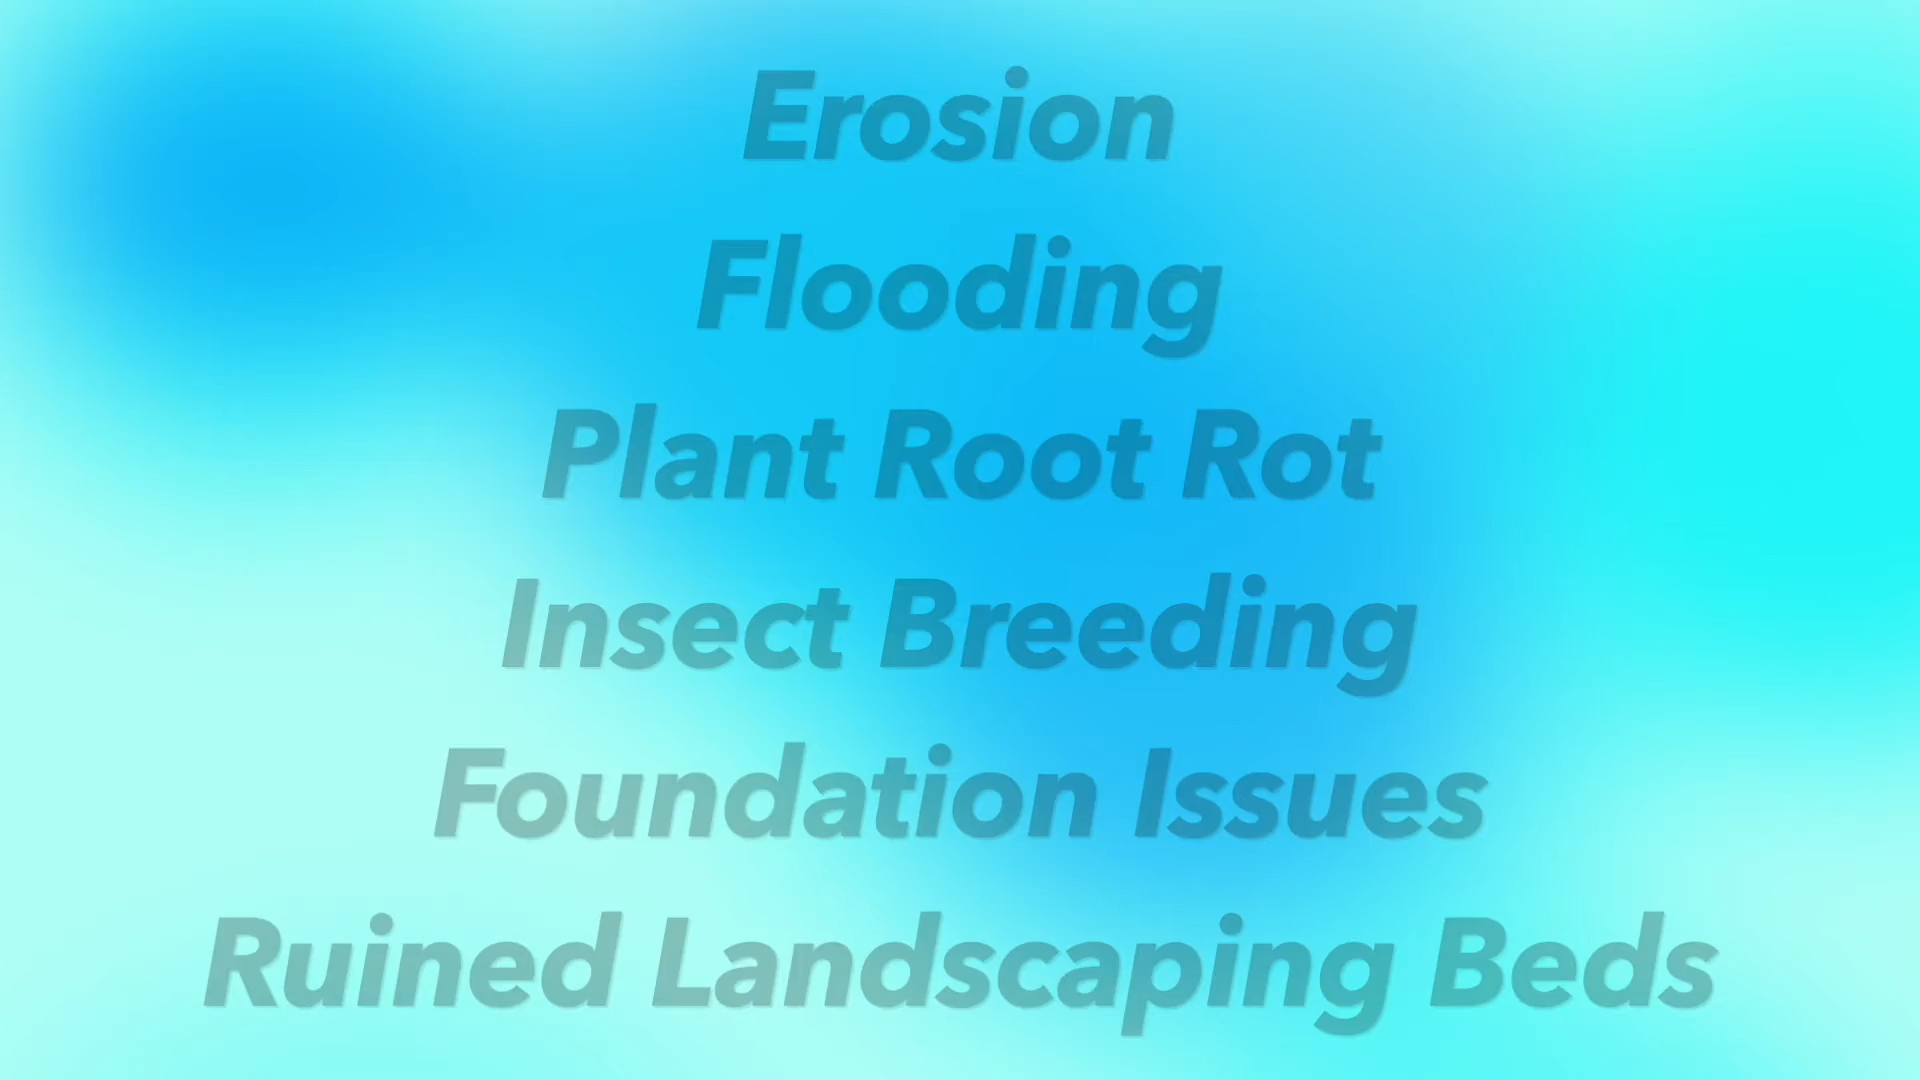 Erosion
Flooding
Plant Root Rot
Insect Breeding
Foundation Issues
Ruined Landscaping Beds